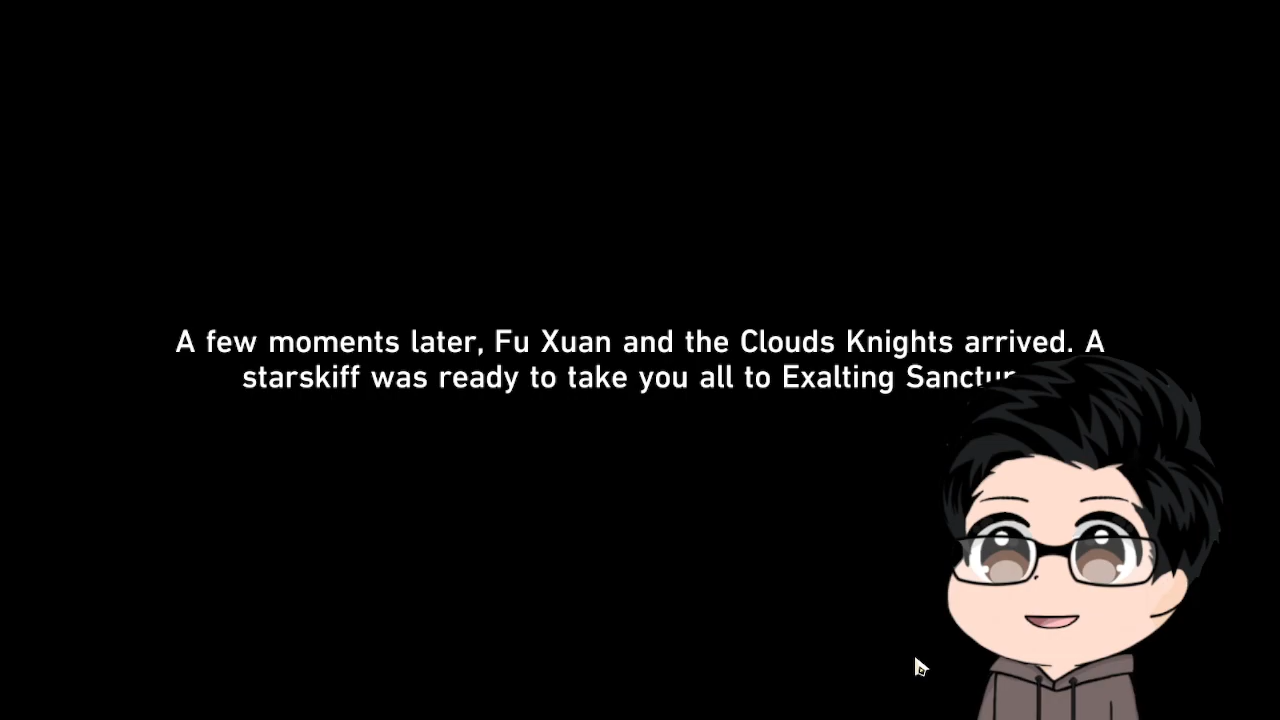 A few moments later, Fu Xuan and the Clouds Knights arrived. A
starskiff was ready to take you all to Exalting